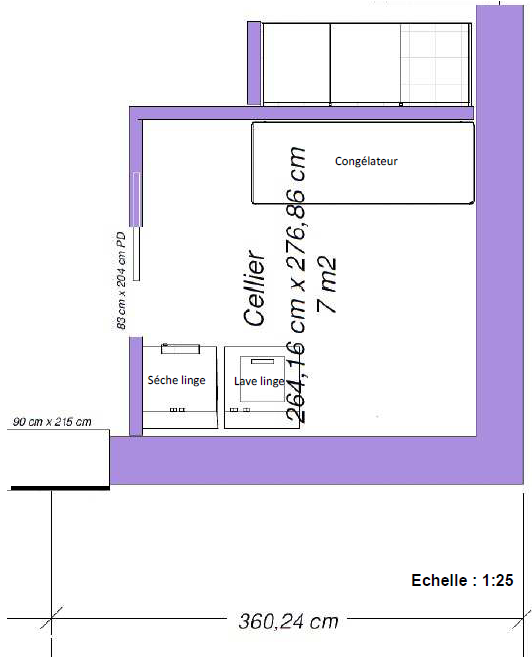 Congélateur
83 cm x 204 cm PD
Cellier
264,16 cm x 276,86 cm
7 m2
Séche linge
Lave linge
90 cm x 215 cm
Echelle : 1:25
360,24 cm